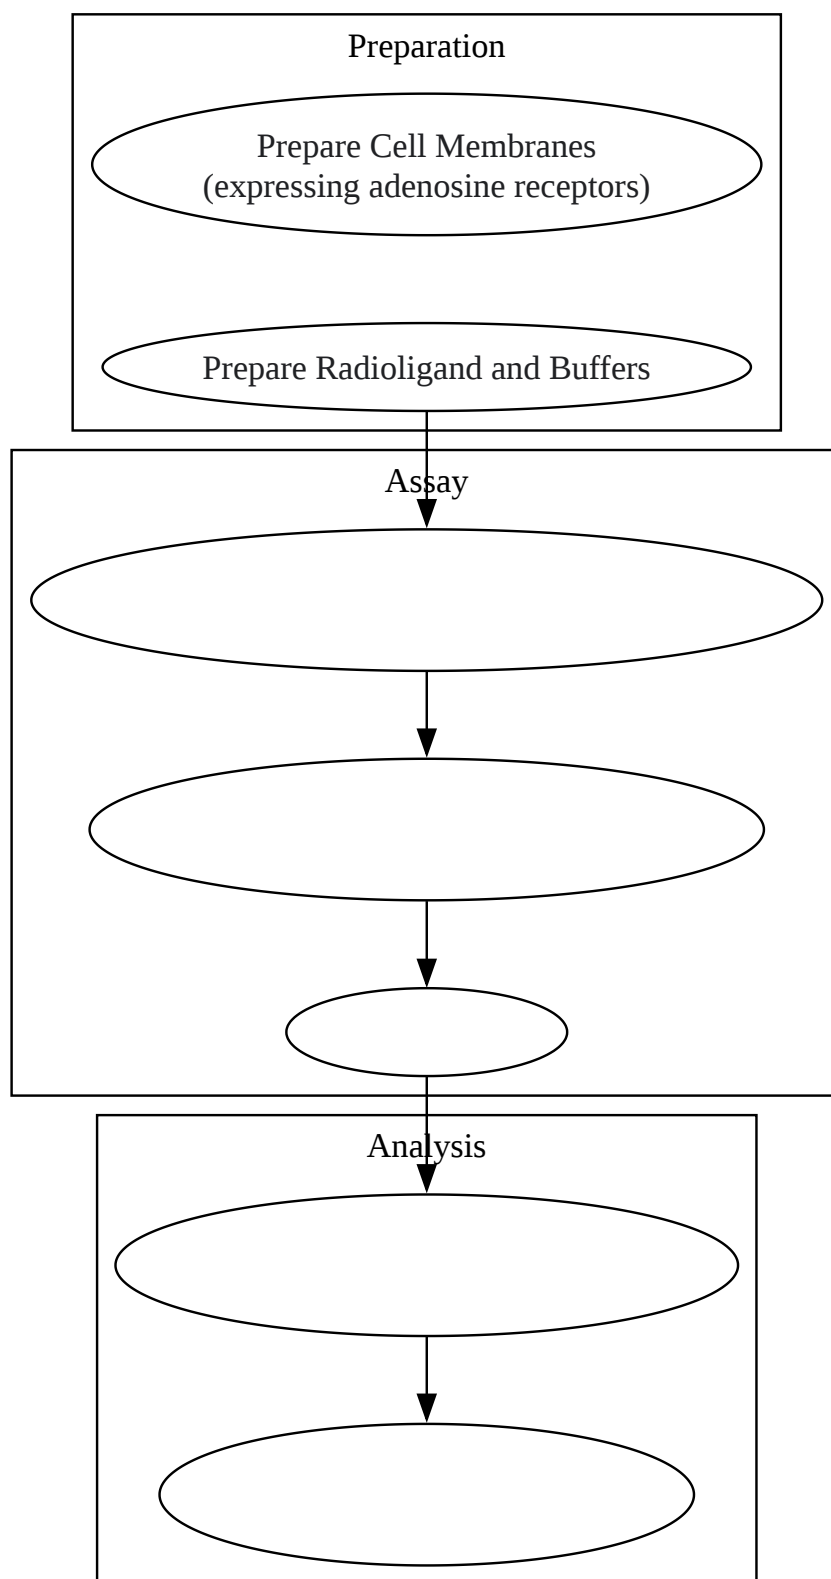 Preparation
Prepare Cell Membranes
(expressing adenosine receptors)
Prepare Radioligand and Buffers
Assay
Analysis